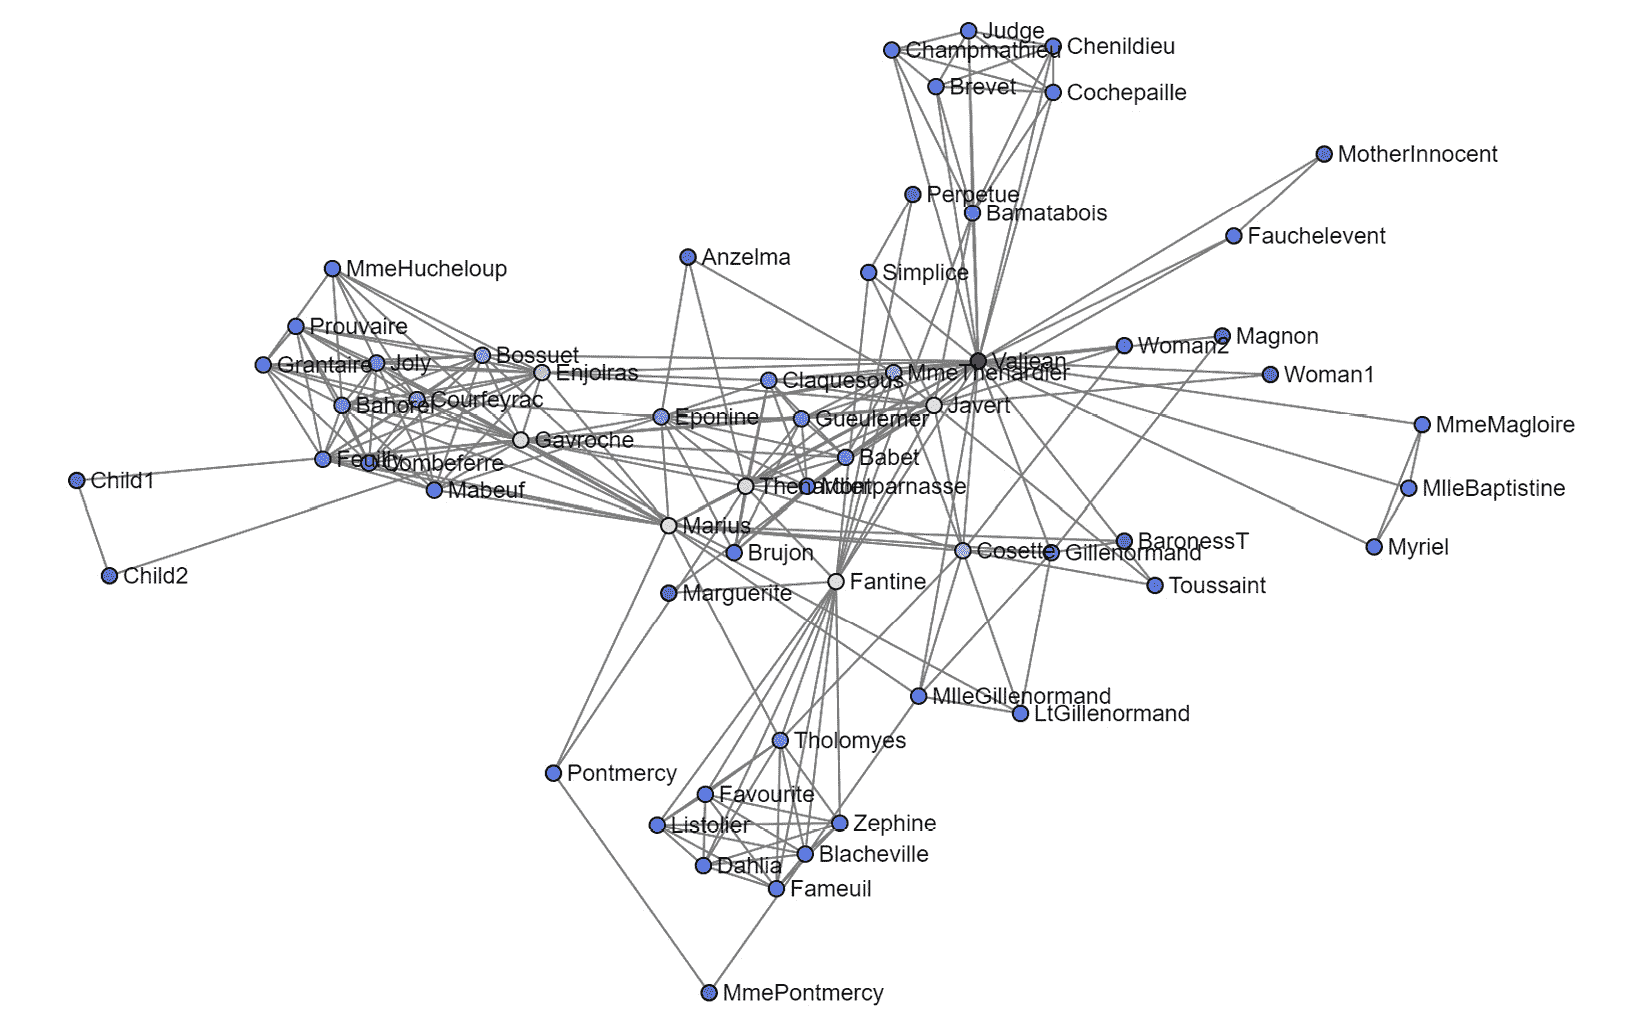 Judge
Champmathieu
Chenildieu
Brevet
Cochepaille
MotherInnocent
Perpetue
Bamatabois
Fauchelevent
Anzelma
Simplice
MmeHucheloup
Prouvaire
Magnon
Woman2
Bossuet
Valjean
Grantaire
Joly
Enjolras
MmeThenardier
Woman1
Claquesous
Courfeyrac
Bahorel
Javert
Eponine
Gueulemer
MmeMagloire
Gavroche
Babet
Feuilly
Combeferre
Child1
Thenardier
Montparnasse
MlleBaptistine
Mabeuf
Marius
BaronessT
Myriel
Brujon
Cosette
Gillenormand
Child2
Fantine
Toussaint
Marguerite
MlleGillenormand
LtGillenormand
Tholomyes
Pontmercy
Favourite
Listolier
Zephine
Blacheville
Dahlia
Fameuil
MmePontmercy